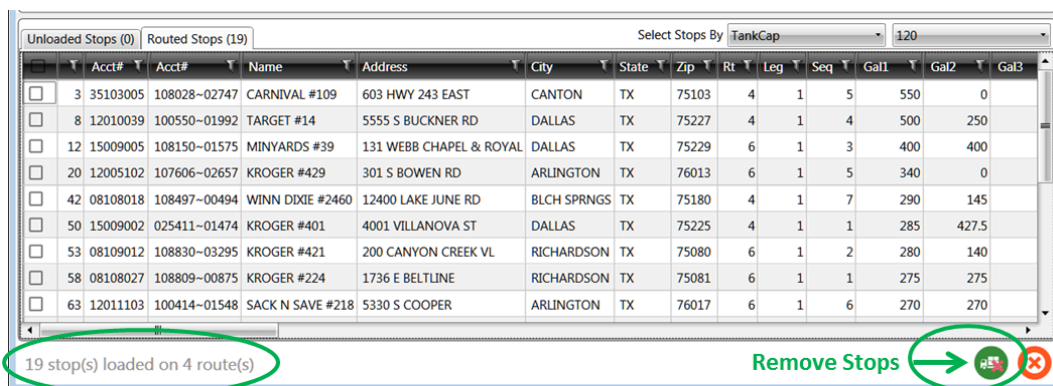 Unloaded Stops (0) Routed Stops (19) Select Stops By TankCap 120
Acct# Acct# Name Address City State Zip Rt Leg Seq Gal1 Gal2 Gal3
3 35103005 108028~02747 CARNIVAL #109 603 HWY 243 EAST CANTON TX 75103 4 1 5 550 0
8 12010039 100550~01992 TARGET #14 5555 S BUCKNER RD DALLAS TX 75227 4 1 4 500 250
12 15009005 108150~01575 MINYARDS #39 131 WEBB CHAPEL & ROYAL DALLAS TX 75229 6 1 3 400 400
20 12005102 107606~02657 KROGER #429 301 S BOWEN RD ARLINGTON TX 76013 6 1 5 340 0
42 08108018 108497~00494 WINN DIXIE #2460 12400 LAKE JUNE RD BLCH SPRNGS TX 75180 4 1 7 290 145
50 15009002 025411~01474 KROGER #401 4001 VILLANOVA ST DALLAS TX 75225 4 1 1 285 427.5
53 08109012 108830~03295 KROGER #421 200 CANYON CREEK VL RICHARDSON TX 75080 6 1 2 280 140
58 08108027 108809~00875 KROGER #224 1736 E BELTLINE RICHARDSON TX 75081 6 1 1 275 275
63 12011103 100414~01548 SACK N SAVE #218 5330 S COOPER ARLINGTON TX 76017 6 1 6 270 270
19 stop(s) loaded on 4 route(s) Remove Stops